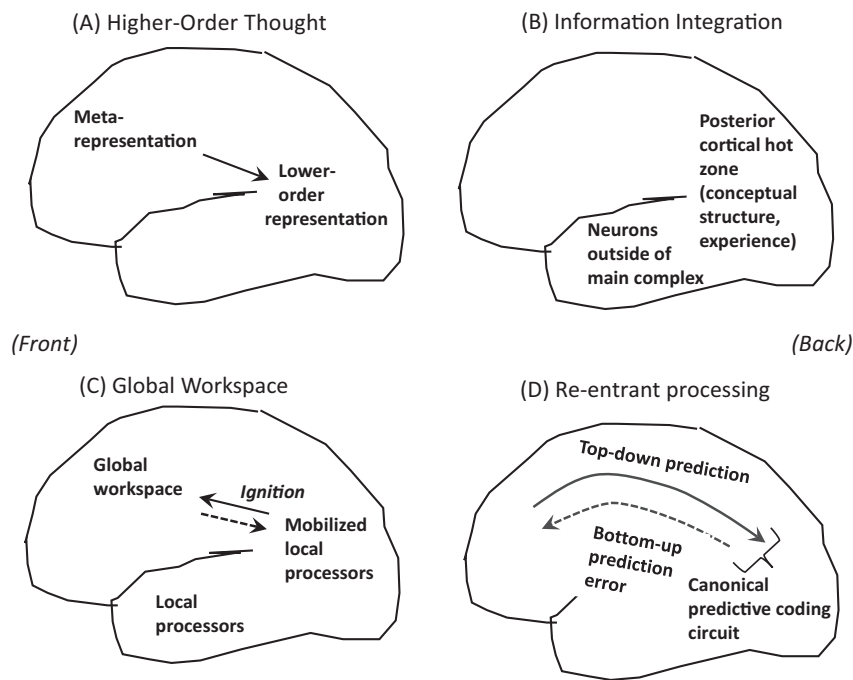 (A) Higher-Order Thought
Meta-
representation
Lower-
order
representation
(B) Information Integration
Posterior
cortical hot
zone
(conceptual
structure,
experience)
Neurons
outside of
main complex
(Front)
(Back)
(C) Global Workspace
Global
workspace
Ignition
Mobilized
local
processors
Local
processors
(D) Re-entrant processing
Top-down prediction
Bottom-up
prediction
error
Canonical
predictive coding
circuit